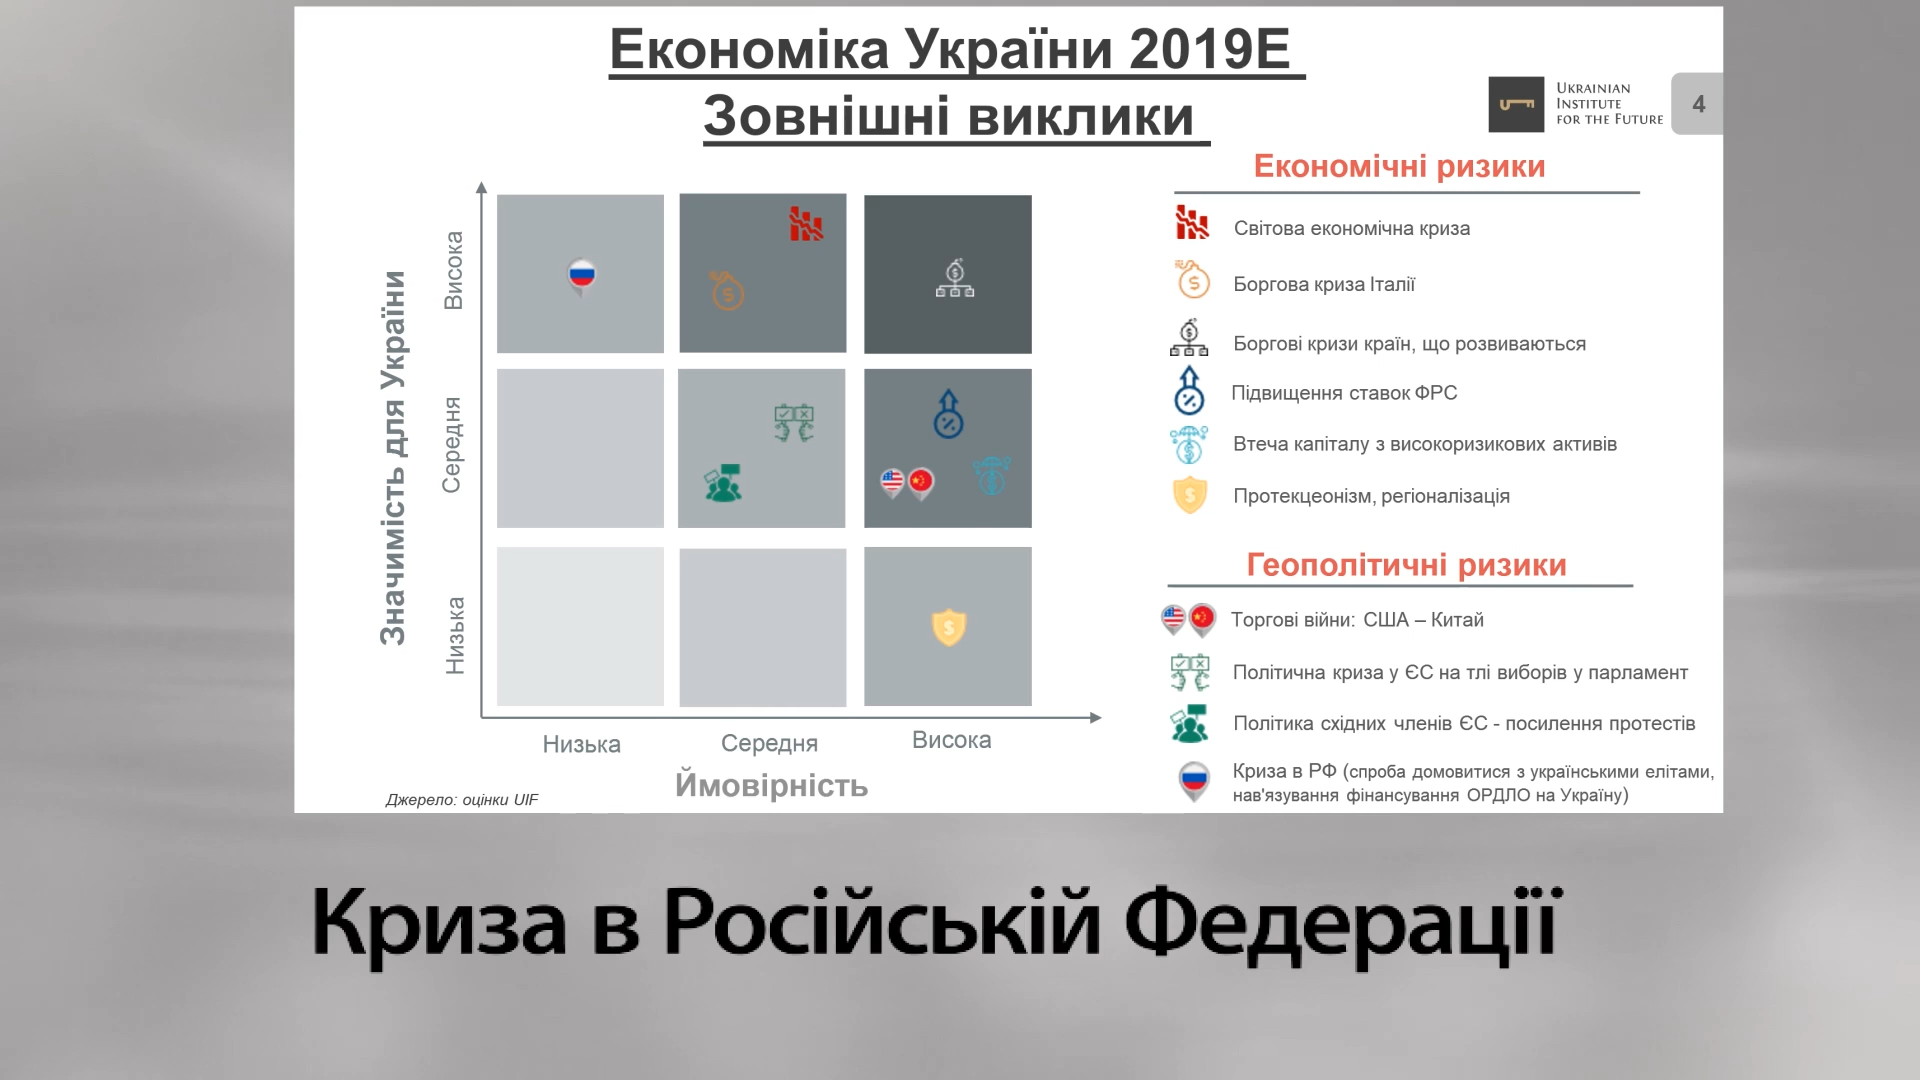 Економіка України 2019E
Зовнішні виклики
UKRAINIAN
INSTITUTE
FOR THE FUTURE
4
Значимість для України
Висока
Середня
Низька
Низька
Середня
Висока
Ймовірність
Джерело: оцінки UIF
Економічні ризики
Світова економічна криза
Боргова криза Італії
Боргові кризи країн, що розвиваються
Підвищення ставок ФРС
Втеча капіталу з високоризикових активів
Протекцеонізм, регіоналізація
Геополітичні ризики
Торгові війни: США – Китай
Політична криза у ЄС на тлі виборів у парламент
Політика східних членів ЄС - посилення протестів
Криза в РФ (спроба домовитися з українськими елітами,
нав'язування фінансування ОРДЛО на Україну)
Криза в Російській Федерації